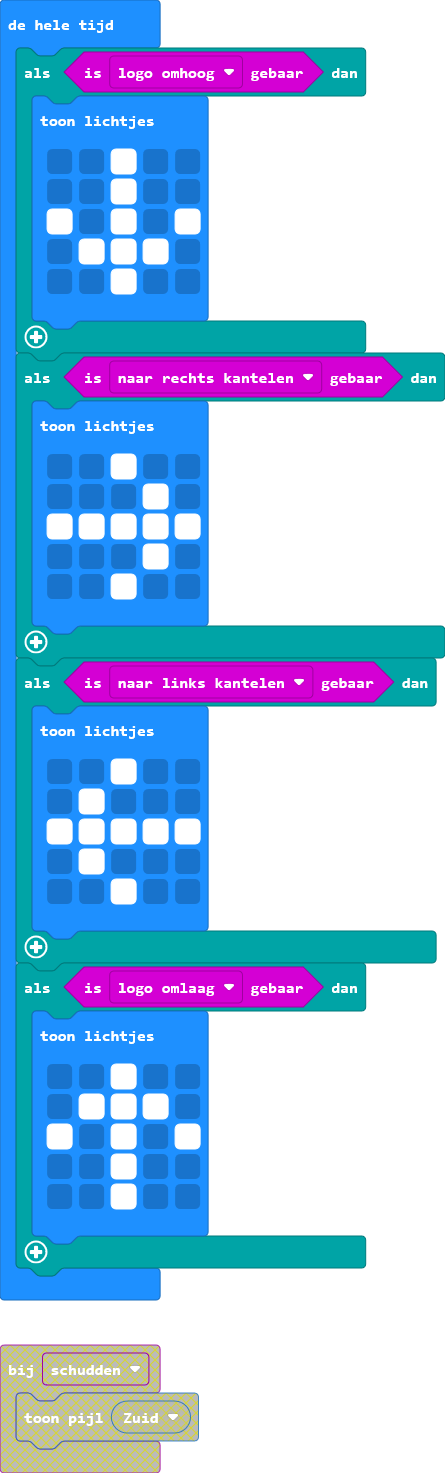 de hele tijd
als is logo omhoog gebaar dan
toon lichtjes
als is naar rechts kantelen gebaar dan
toon lichtjes
als is naar links kantelen gebaar dan
toon lichtjes
als is logo omlaag gebaar dan
toon lichtjes
bij schudden
toon pijl Zuid